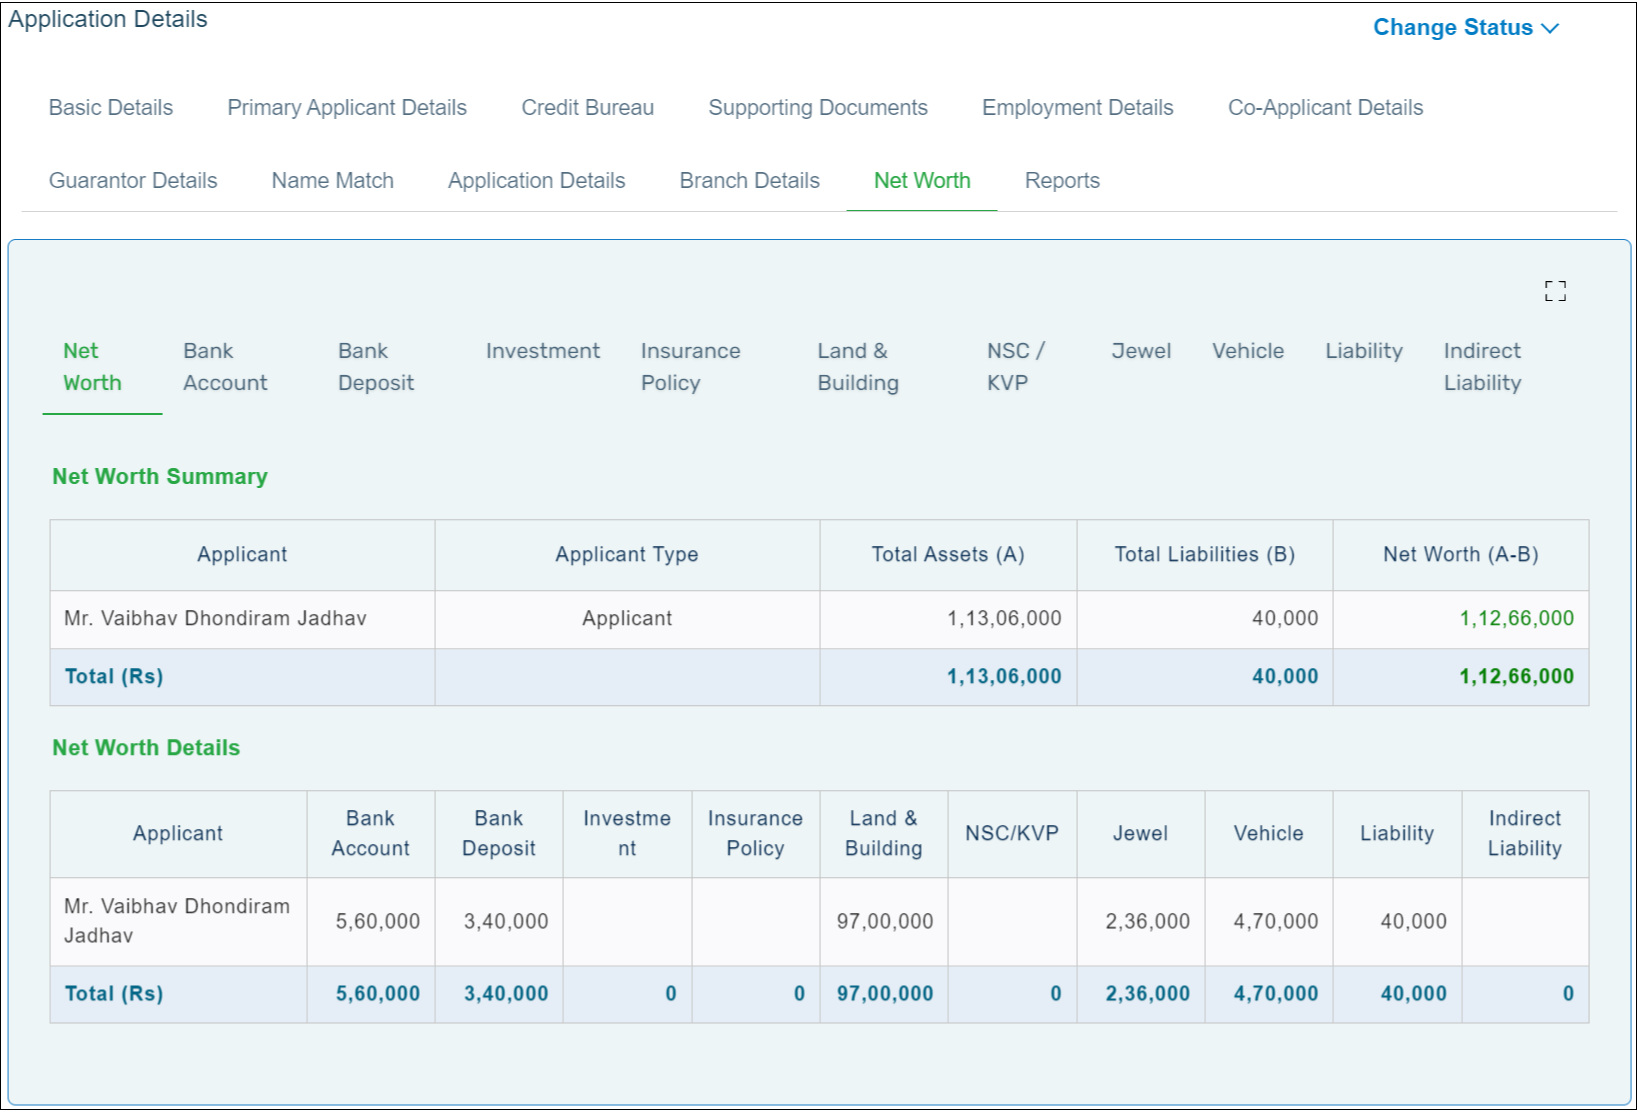 Application Details
Change Status
Basic Details Primary Applicant Details Credit Bureau Supporting Documents Employment Details Co-Applicant Details
Guarantor Details Name Match Application Details Branch Details Net Worth Reports
Net Worth Bank Account Bank Deposit Investment Insurance Policy Land & Building NSC / KVP Jewel Vehicle Liability Indirect Liability
Net Worth Summary
Applicant Applicant Type Total Assets (A) Total Liabilities (B) Net Worth (A-B)
Mr. Vaibhav Dhondiram Jadhav Applicant 1,13,06,000 40,000 1,12,66,000
Total (Rs) 1,13,06,000 40,000 1,12,66,000
Net Worth Details
Applicant Bank Account Bank Deposit Investment Insurance Policy Land & Building NSC/KVP Jewel Vehicle Liability Indirect Liability
Mr. Vaibhav Dhondiram Jadhav 5,60,000 3,40,000 97,00,000 2,36,000 4,70,000 40,000
Total (Rs) 5,60,000 3,40,000 0 0 97,00,000 0 2,36,000 4,70,000 40,000 0